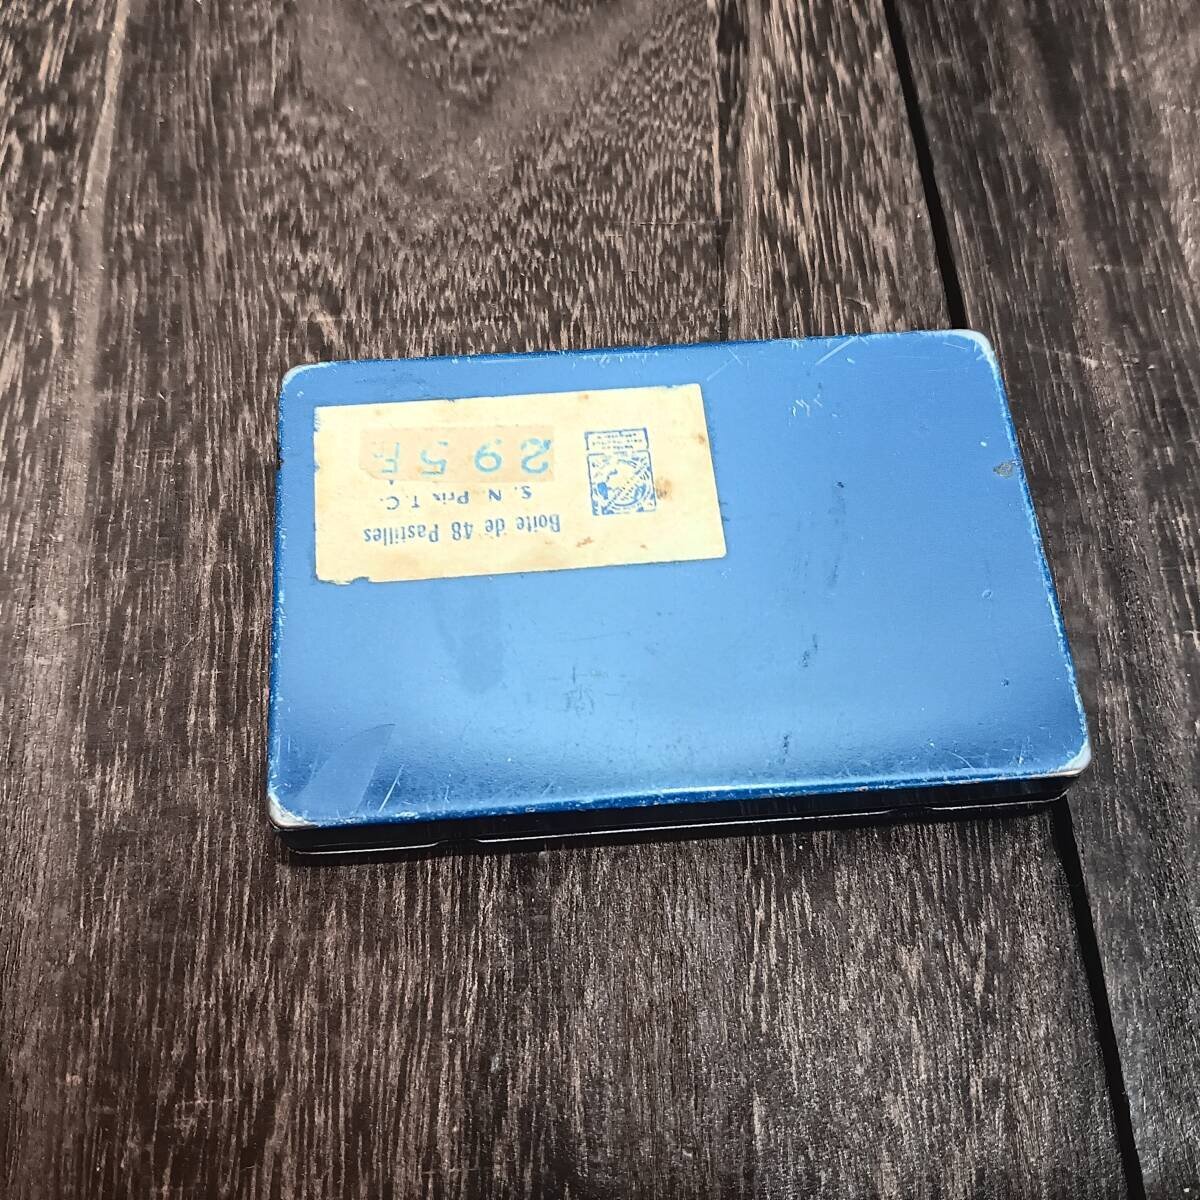 Boite de 48 Pastilles
S. N. Prix T. C.
295 F